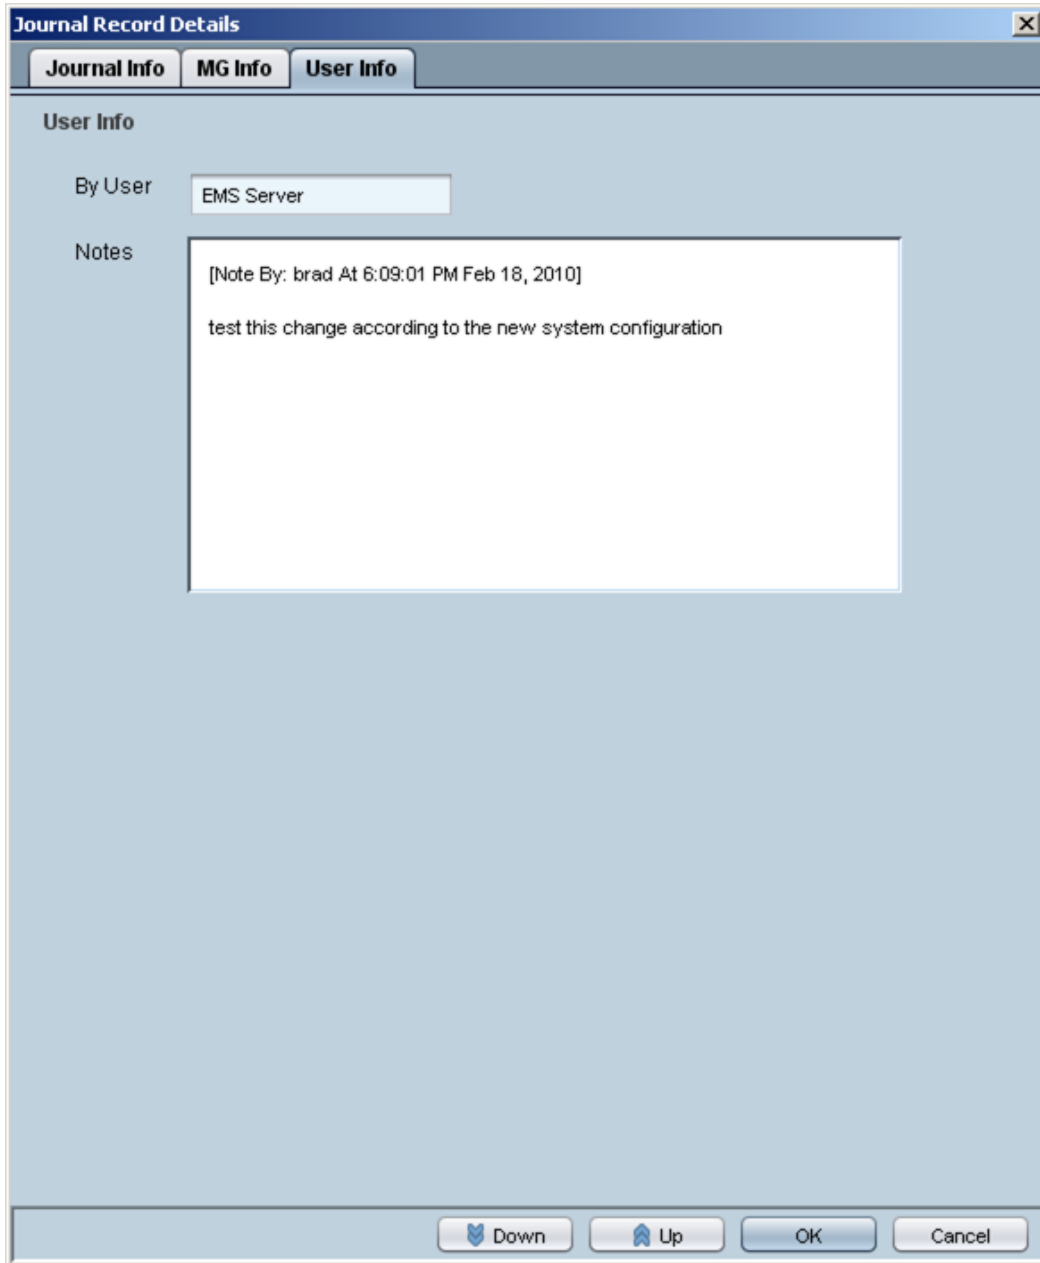 Journal Record Details
Journal Info MG Info User Info
User Info
By User EMS Server
Notes
[Note By: brad At 6:09:01 PM Feb 18, 2010]
test this change according to the new system configuration
Down Up OK Cancel